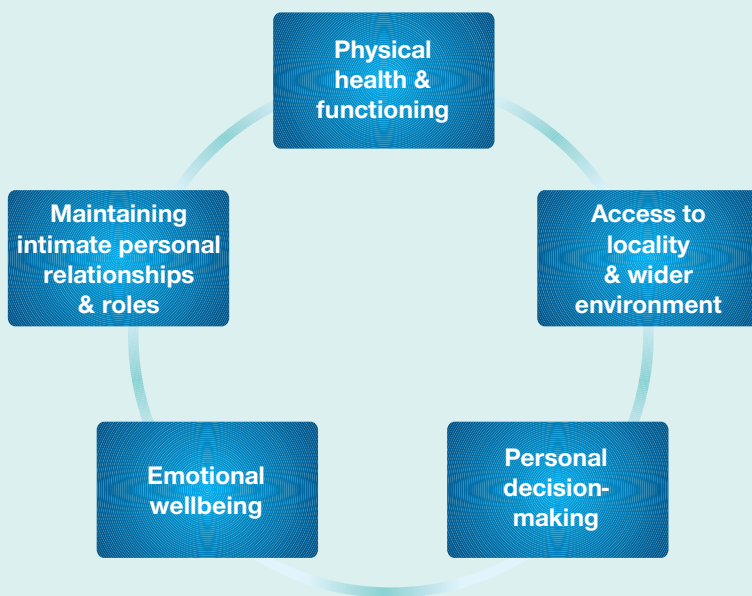 Physical
health &
functioning
Maintaining
intimate personal
relationships
& roles
Access to
locality
& wider
environment
Emotional
wellbeing
Personal
decision-
making